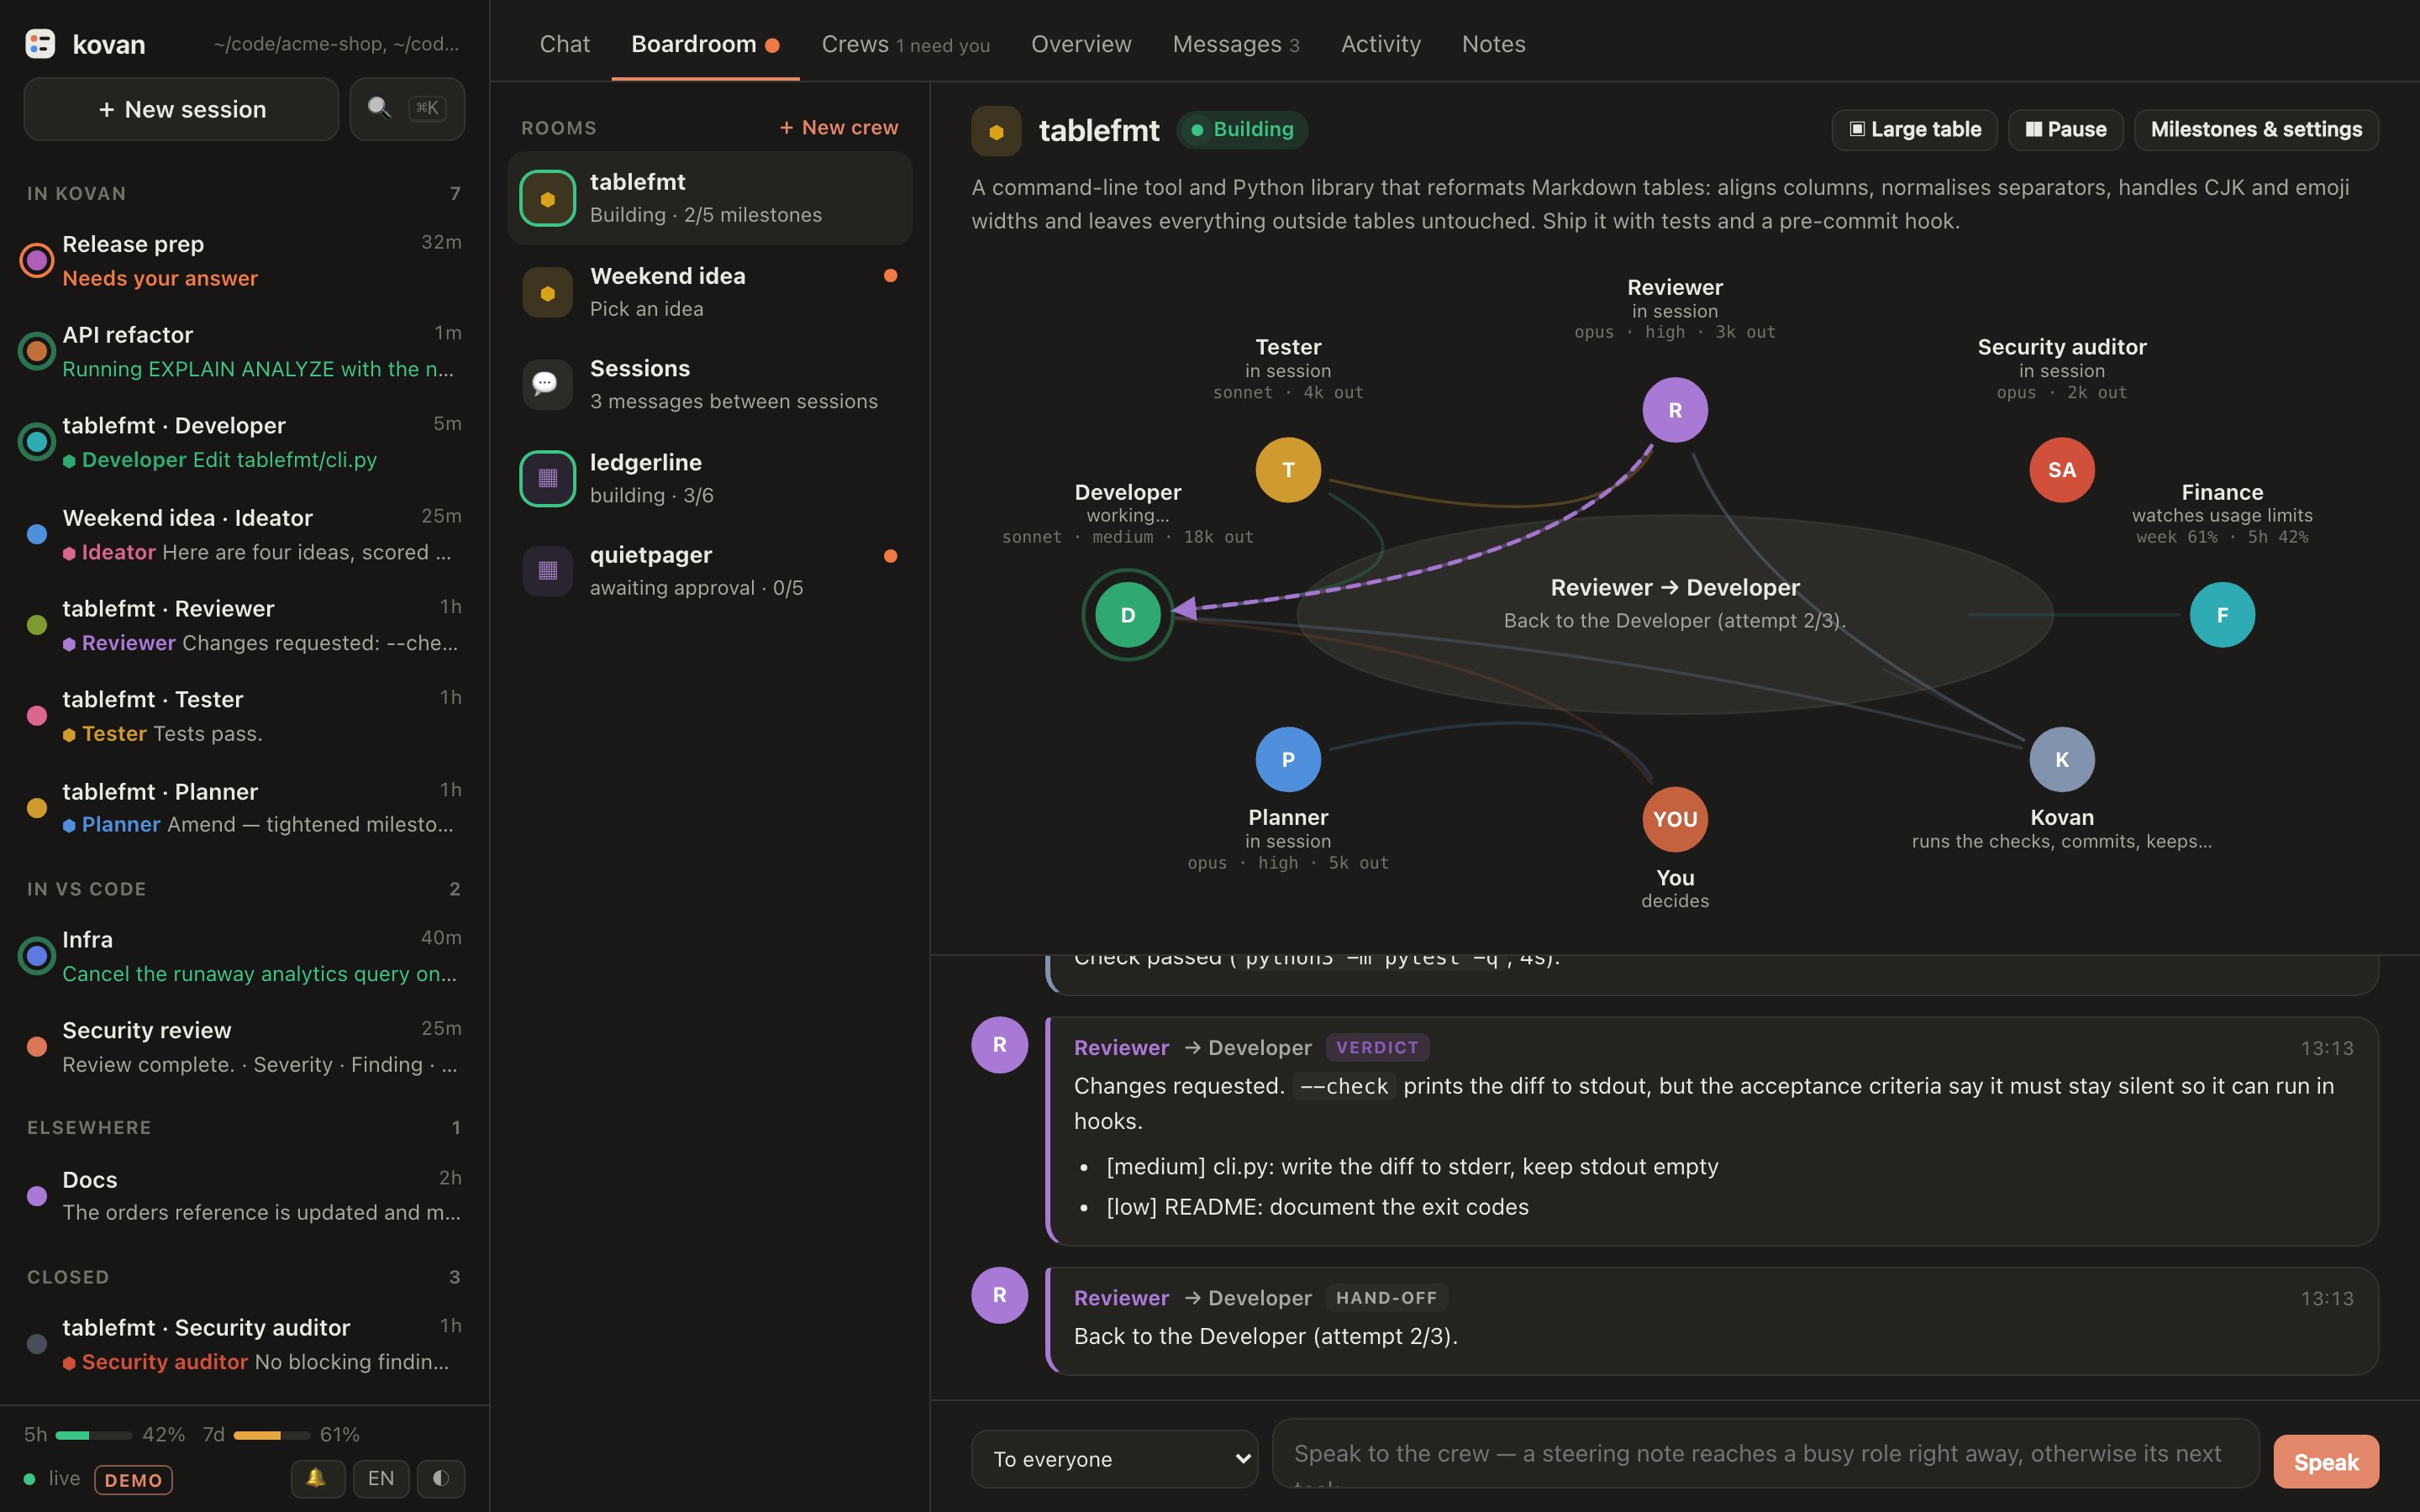 kovan
~/code/acme-shop, ~/cod...
+ New session
⌘K
IN KOVAN 7
Release prep 32m
Needs your answer
API refactor 1m
Running EXPLAIN ANALYZE with the n...
tablefmt · Developer 5m
Developer Edit tablefmt/cli.py
Weekend idea · Ideator 25m
Ideator Here are four ideas, scored ...
tablefmt · Reviewer 1h
Reviewer Changes requested: --che...
tablefmt · Tester 1h
Tester Tests pass.
tablefmt · Planner 1h
Planner Amend — tightened milesto...
IN VS CODE 2
Infra 40m
Cancel the runaway analytics query on...
Security review 25m
Review complete. · Severity · Finding · ...
ELSEWHERE 1
Docs 2h
The orders reference is updated and m...
CLOSED 3
tablefmt · Security auditor 1h
Security auditor No blocking findin...
5h 42% 7d 61%
live DEMO EN
Chat Boardroom Crews 1 need you Overview Messages 3 Activity Notes
ROOMS + New crew
tablefmt
Building · 2/5 milestones
Weekend idea
Pick an idea
Sessions
3 messages between sessions
ledgerline
building · 3/6
quietpager
awaiting approval · 0/5
tablefmt Building
Large table Pause Milestones & settings
A command-line tool and Python library that reformats Markdown tables: aligns columns, normalises separators, handles CJK and emoji
widths and leaves everything outside tables untouched. Ship it with tests and a pre-commit hook.
Reviewer
in session
opus · high · 3k out
R
Tester
in session
sonnet · 4k out
T
Security auditor
in session
opus · 2k out
SA
Developer
working...
sonnet · medium · 18k out
D
Finance
watches usage limits
week 61% · 5h 42%
F
Reviewer → Developer
Back to the Developer (attempt 2/3).
P
Planner
in session
opus · high · 5k out
YOU
You
decides
K
Kovan
runs the checks, commits, keeps...
Check passed ( python3 -m pytest -q , 4s).
R
Reviewer → Developer VERDICT 13:13
Changes requested. --check prints the diff to stdout, but the acceptance criteria say it must stay silent so it can run in
hooks.
• [medium] cli.py: write the diff to stderr, keep stdout empty
• [low] README: document the exit codes
R
Reviewer → Developer HAND-OFF 13:13
Back to the Developer (attempt 2/3).
To everyone
Speak to the crew — a steering note reaches a busy role right away, otherwise its next
Speak